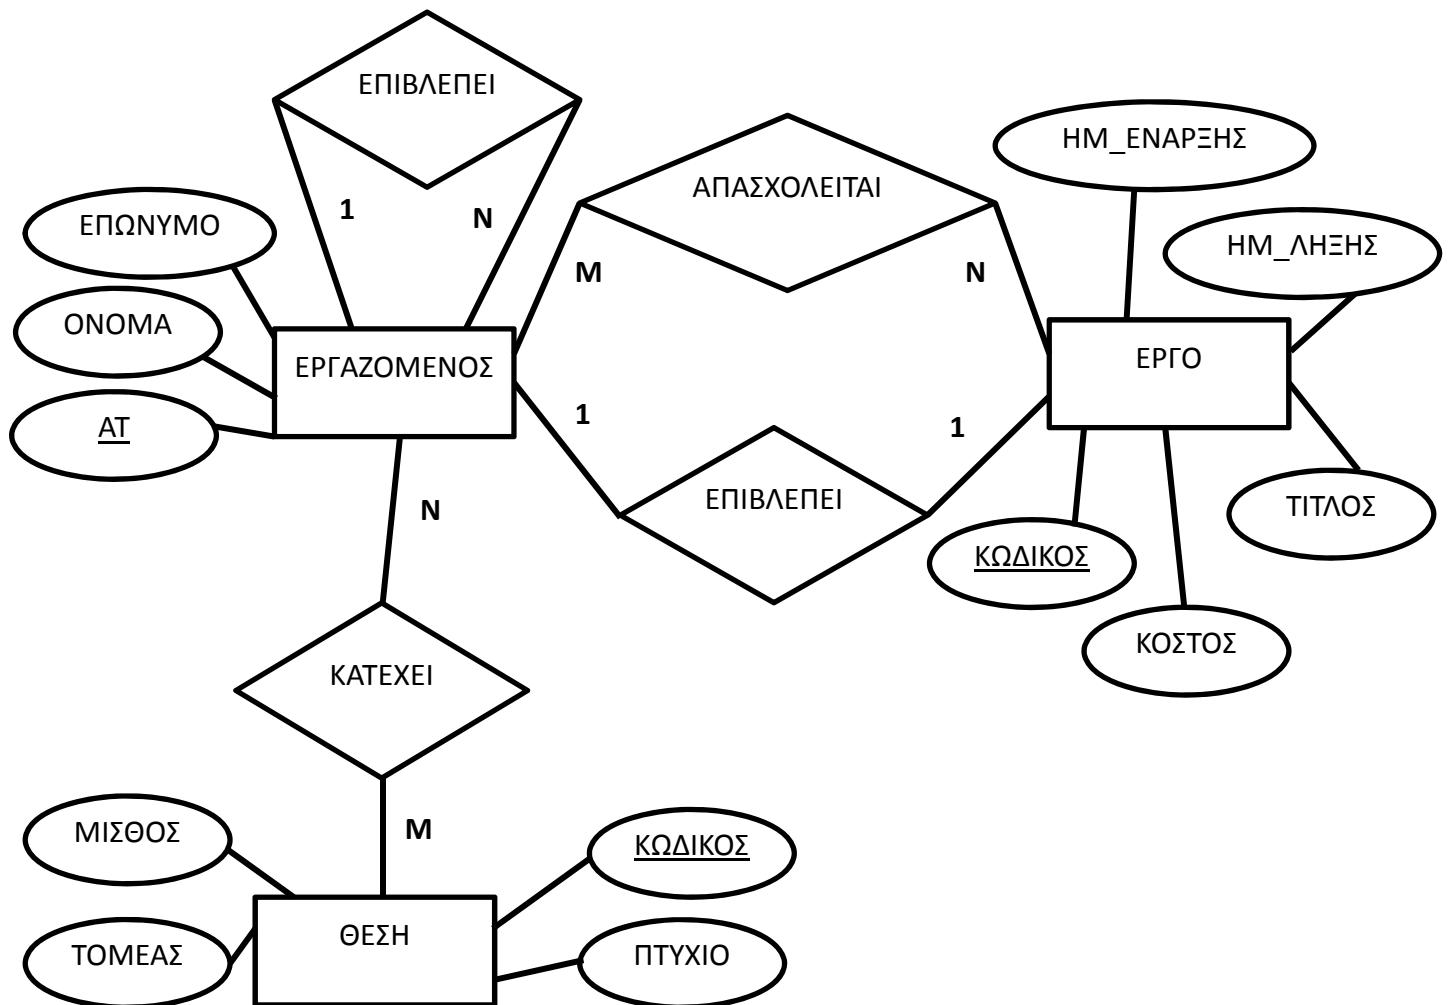 ΕΠΙΒΛΕΠΕΙ
ΗΜ_ΕΝΑΡΞΗΣ
ΑΠΑΣΧΟΛΕΙΤΑΙ
1
N
ΕΠΩΝΥΜΟ
ΗΜ_ΛΗΞΗΣ
M
N
ΟΝΟΜΑ
ΕΡΓΑΖΟΜΕΝΟΣ
ΕΡΓΟ
ΑΤ
1
1
ΕΠΙΒΛΕΠΕΙ
ΤΙΤΛΟΣ
N
ΚΩΔΙΚΟΣ
ΚΟΣΤΟΣ
ΚΑΤΕΧΕΙ
ΜΙΣΘΟΣ
M
ΚΩΔΙΚΟΣ
ΘΕΣΗ
ΤΟΜΕΑΣ
ΠΤΥΧΙΟ